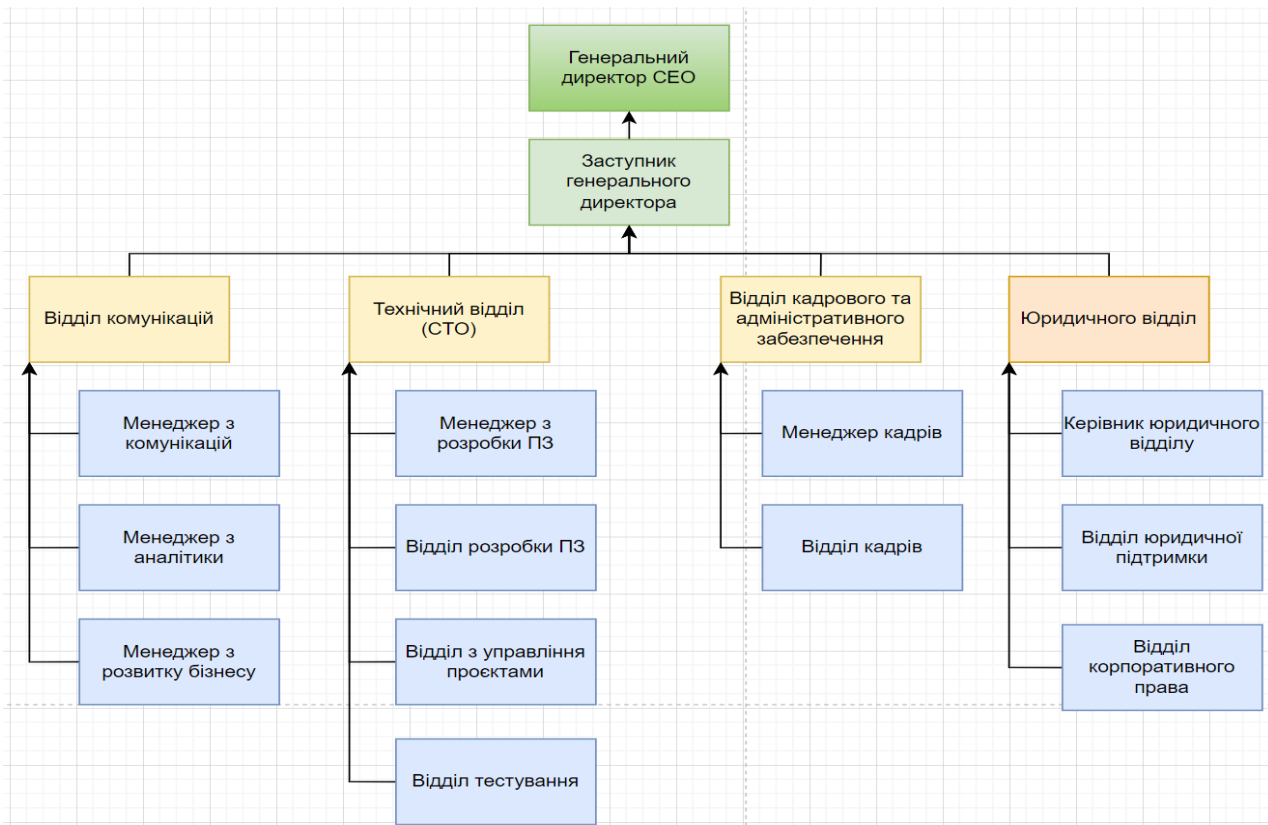 Генеральний
директор CEO
Заступник
генерального
директора
Відділ комунікацій
Технічний відділ
(CTO)
Відділ кадрового та
адміністративного
забезпечення
Юридичного відділ
Менеджер з
комунікацій
Менеджер з
розробки ПЗ
Менеджер кадрів
Керівник юридичного
відділу
Менеджер з
аналітики
Відділ розробки ПЗ
Відділ кадрів
Відділ юридичної
підтримки
Менеджер з
розвитку бізнесу
Відділ з управління
проєктами
Відділ
корпоративного
права
Відділ тестування